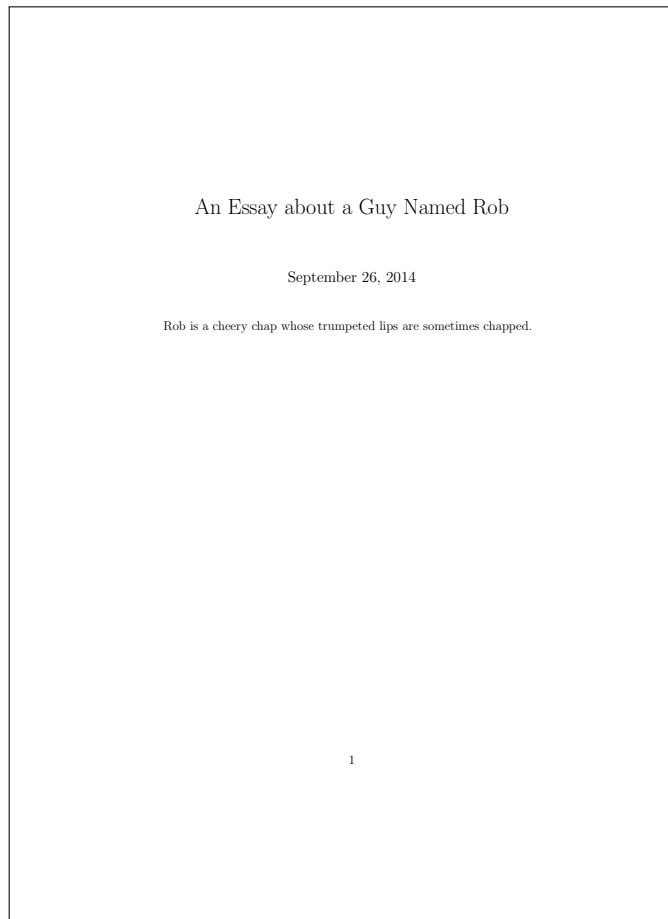 An Essay about a Guy Named Rob
September 26, 2014
Rob is a cheery chap whose trumpeted lips are sometimes chapped.
1